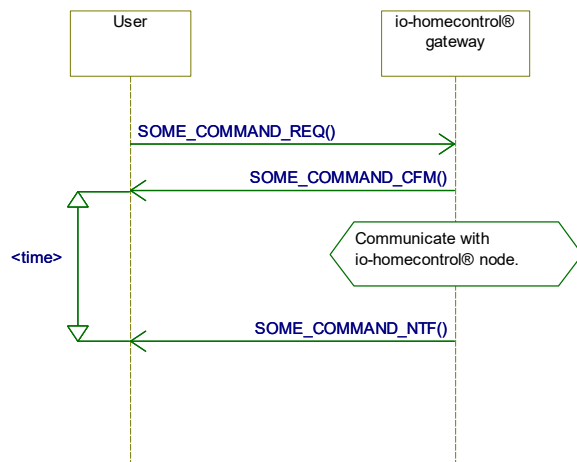 User
io-homecontrol®
gateway
SOME_COMMAND_REQ()
SOME_COMMAND_CFM()
Communicate with
io-homecontrol® node.
<time>
SOME_COMMAND_NTF()